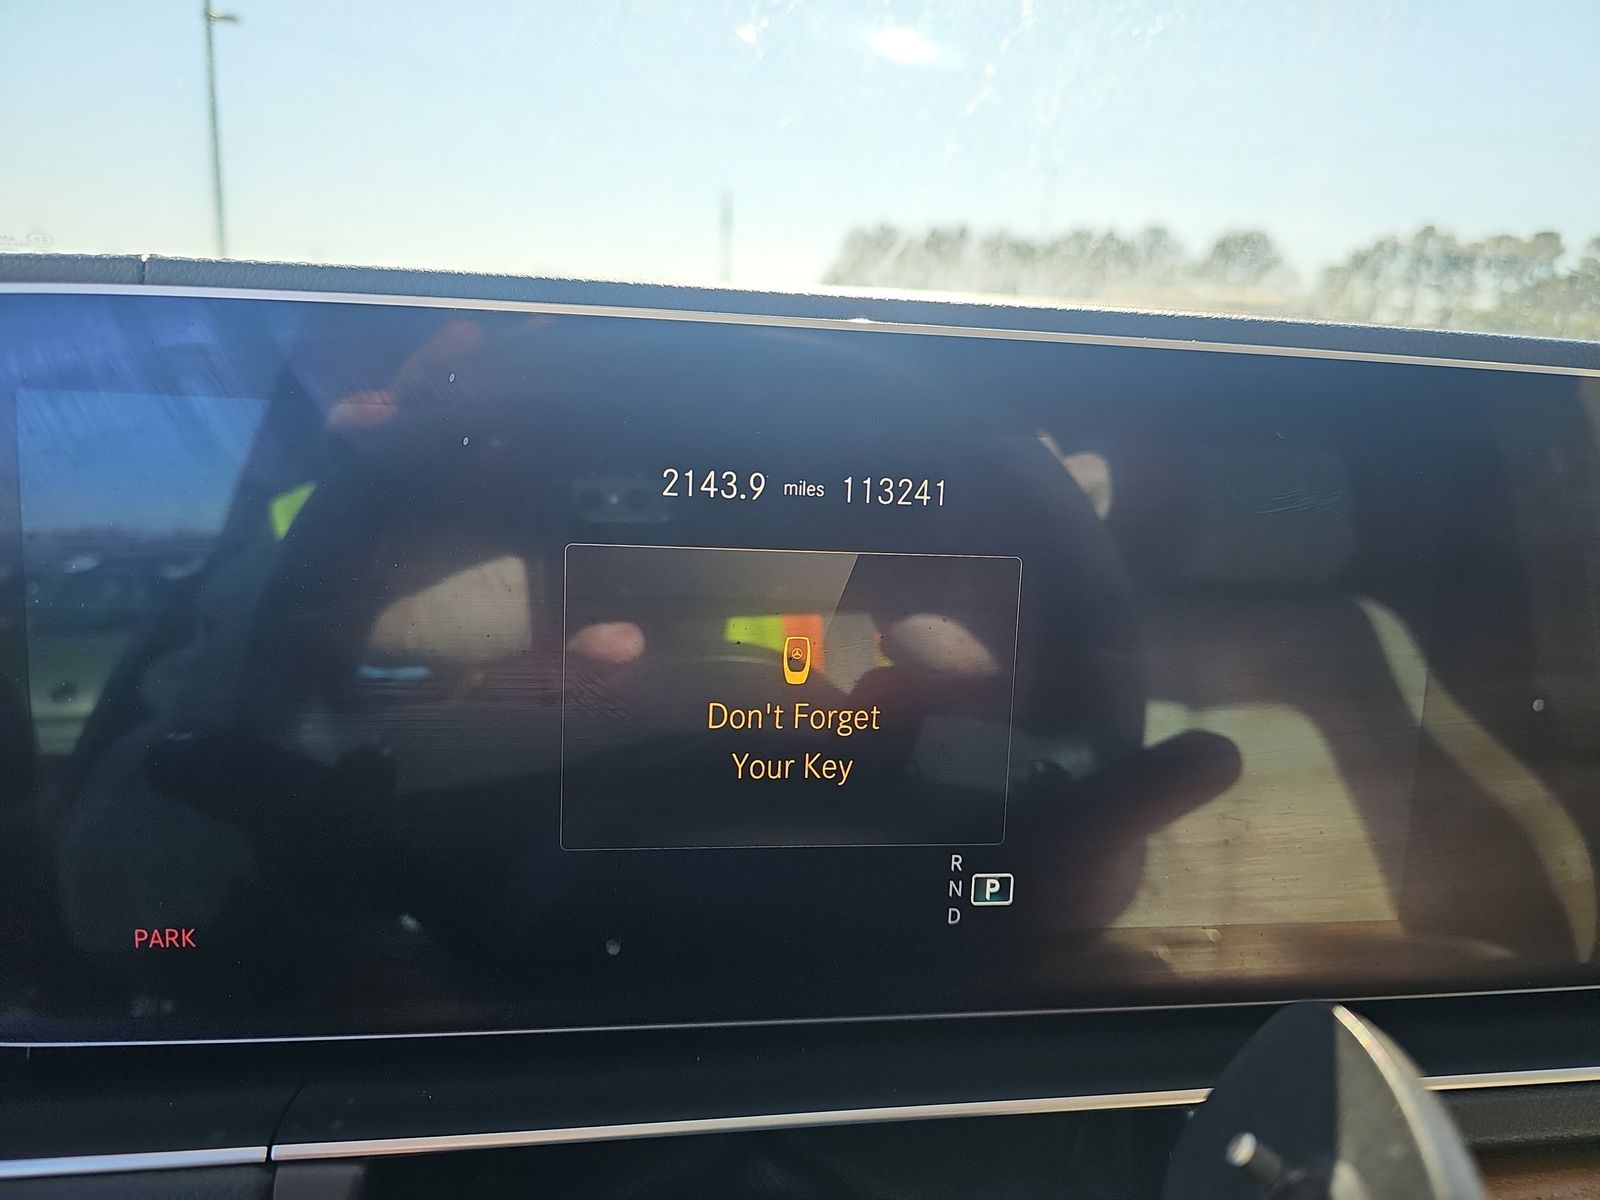 2143.9 miles 113241
Don't Forget
Your Key
R
N P
D
PARK